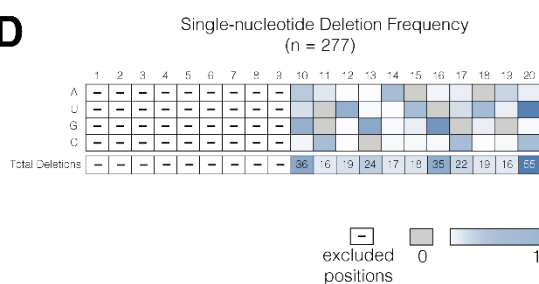 D
Single-nucleotide Deletion Frequency
(n = 277)
1 2 3 4 5 6 7 8 9 10 11 12 13 14 15 16 17 18 19 20
A - - - - - - - - -
U - - - - - - - - -
G - - - - - - - - -
C - - - - - - - - -
Total Deletions - - - - - - - - - 36 16 19 24 17 18 35 22 19 16 55
- excluded positions 0 1